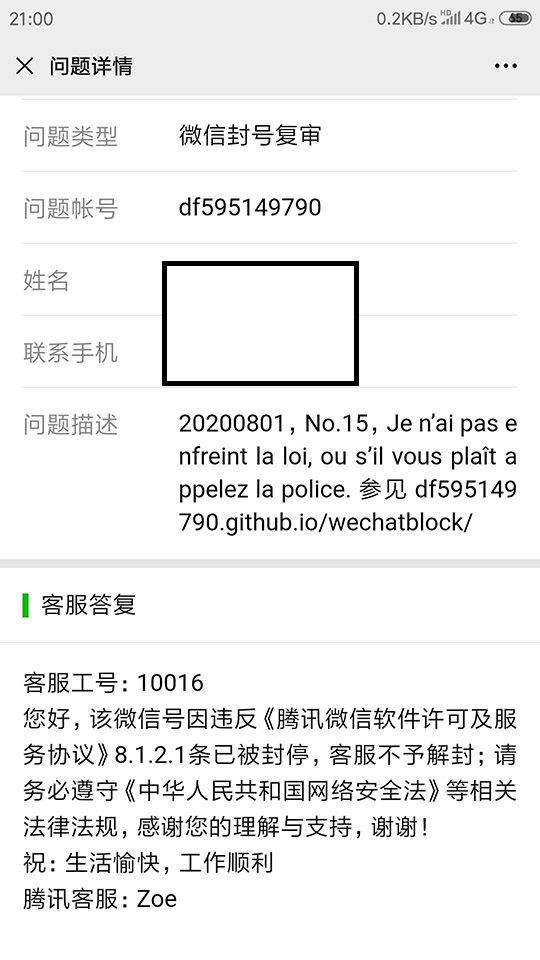 21:00
0.2KB/s HD 4G 65
问题详情
问题类型 微信封号复审
问题帐号 df595149790
姓名
联系手机
问题描述 20200801，No.15，Je n’ai pas e
nfreint la loi, ou s’il vous plaît a
ppelez la police. 参见 df595149
790.github.io/wechatblock/
客服答复
客服工号：10016
您好，该微信号因违反《腾讯微信软件许可及服
务协议》8.1.2.1条已被封停，客服不予解封；请
务必遵守《中华人民共和国网络安全法》等相关
法律法规，感谢您的理解与支持，谢谢！
祝：生活愉快，工作顺利
腾讯客服：Zoe